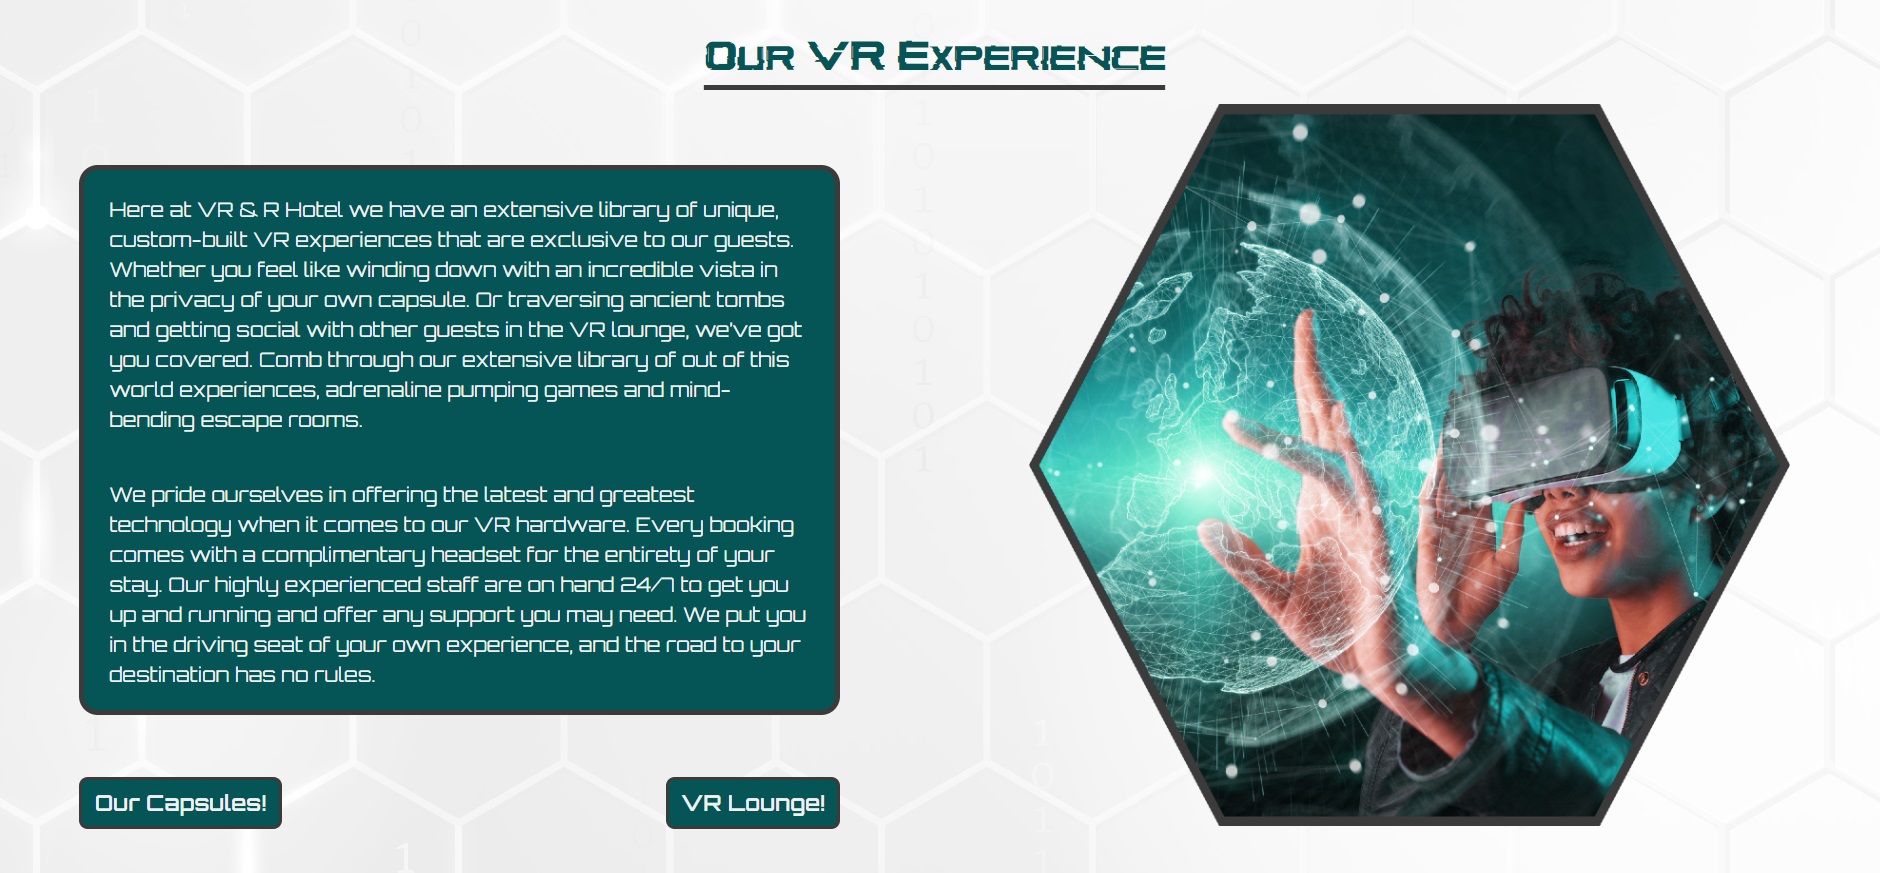 Our VR Experience
Here at VR & R Hotel we have an extensive library of unique,
custom-built VR experiences that are exclusive to our guests.
Whether you feel like winding down with an incredible vista in
the privacy of your own capsule. Or traversing ancient tombs
and getting social with other guests in the VR lounge, we've got
you covered. Comb through our extensive library of out of this
world experiences, adrenaline pumping games and mind-
bending escape rooms.
We pride ourselves in offering the latest and greatest
technology when it comes to our VR hardware. Every booking
comes with a complimentary headset for the entirety of your
stay. Our highly experienced staff are on hand 24/7 to get you
up and running and offer any support you may need. We put you
in the driving seat of your own experience, and the road to your
destination has no rules.
Our Capsules!
VR Lounge!